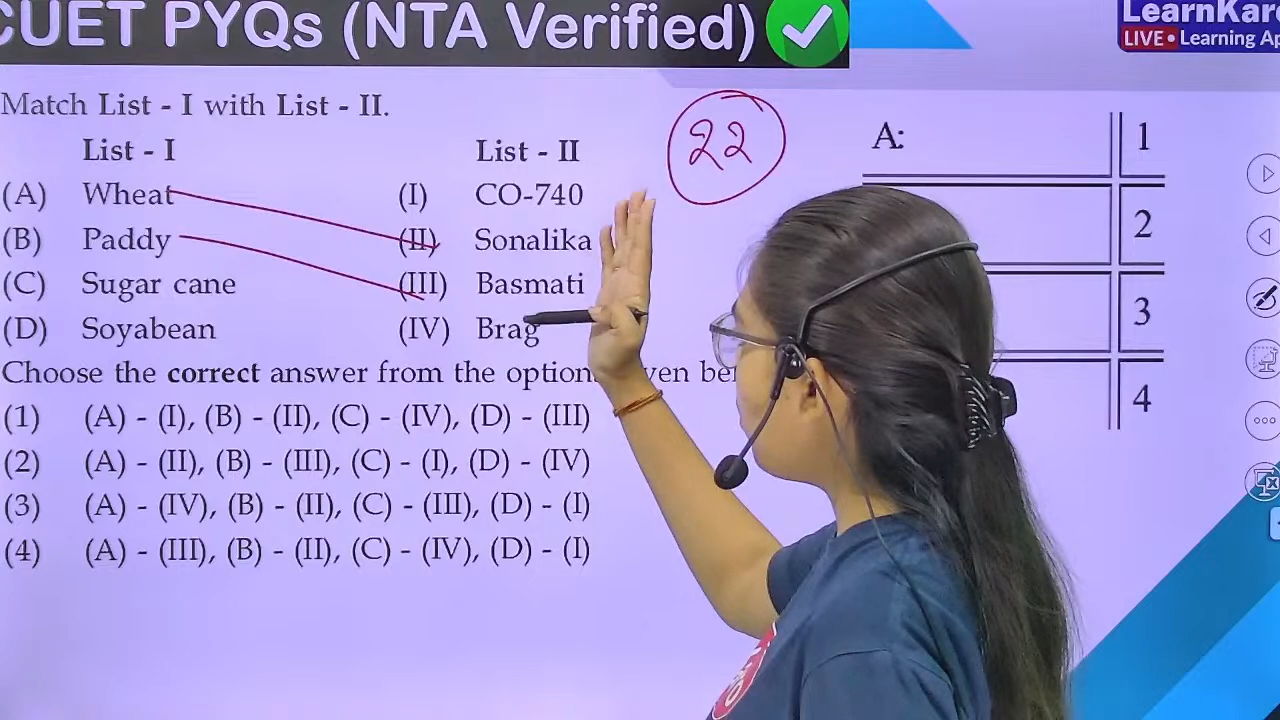 CUET PYQs (NTA Verified)
LearnKaro
LIVE • Learning Ap
Match List - I with List - II.
22
A:
1
List - I List - II
(A) Wheat (I) CO-740
(B) Paddy (II) Sonalika
2
(C) Sugar cane (III) Basmati
(D) Soyabean (IV) Brag
3
Choose the correct answer from the option
(1) (A) - (I), (B) - (II), (C) - (IV), (D) - (III)
4
(2) (A) - (II), (B) - (III), (C) - (I), (D) - (IV)
(3) (A) - (IV), (B) - (II), (C) - (III), (D) - (I)
(4) (A) - (III), (B) - (II), (C) - (IV), (D) - (I)